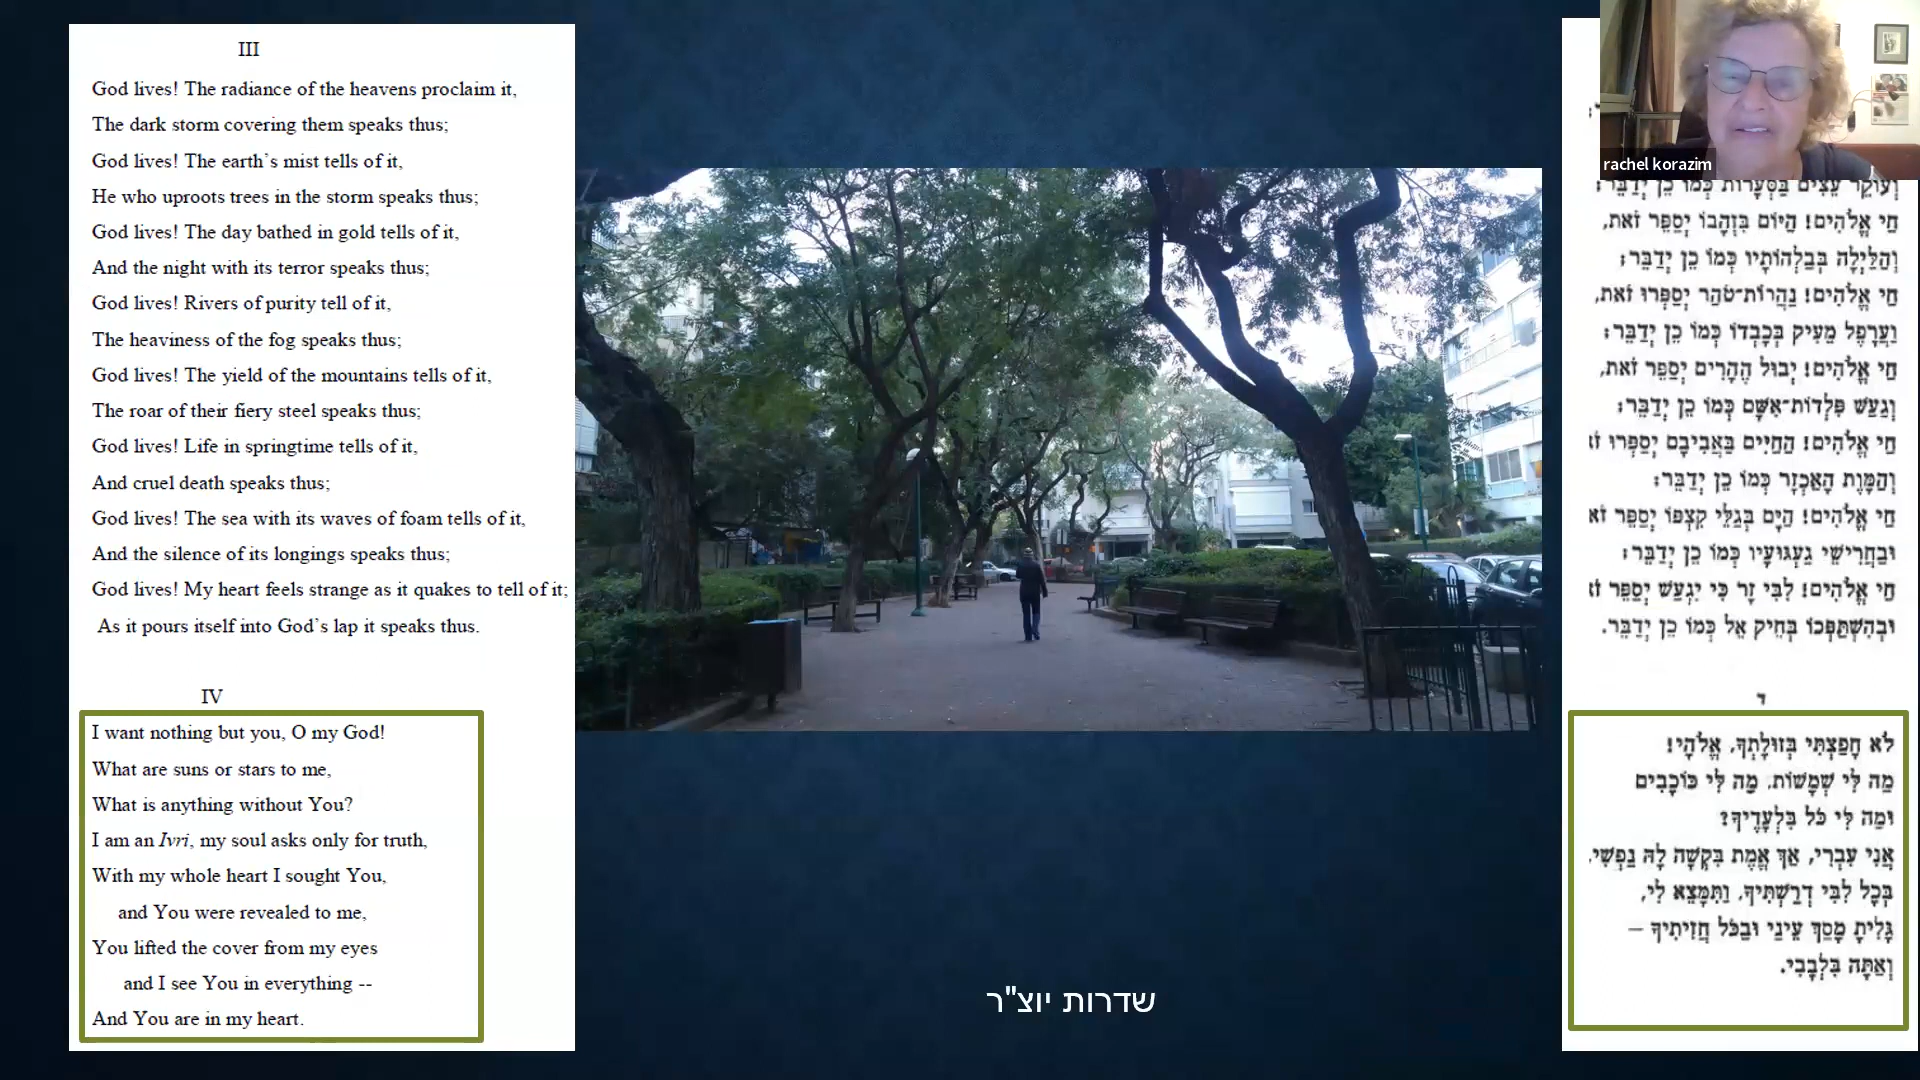 III
God lives! The radiance of the heavens proclaim it,
The dark storm covering them speaks thus;
God lives! The earth's mist tells of it,
He who uproots trees in the storm speaks thus;
God lives! The day bathed in gold tells of it,
And the night with its terror speaks thus;
God lives! Rivers of purity tell of it,
The heaviness of the fog speaks thus;
God lives! The yield of the mountains tells of it,
The roar of their fiery steel speaks thus;
God lives! Life in springtime tells of it,
And cruel death speaks thus;
God lives! The sea with its waves of foam tells of it,
And the silence of its longings speaks thus;
God lives! My heart feels strange as it quakes to tell of it;
As it pours itself into God's lap it speaks thus.
IV
I want nothing but you, O my God!
What are suns or stars to me,
What is anything without You?
I am an Ivri, my soul asks only for truth,
With my whole heart I sought You,
and You were revealed to me,
You lifted the cover from my eyes
and I see You in everything --
And You are in my heart.
שדרות יוצ"ר
rachel korazim
וְעוֹקֵר עֵצִים בִּסְעָרוֹת כְּמוֹ כֵן יְדַבֵּר:
חַי אֱלֹהִים! הַיּוֹם בִּזְהָבוֹ יְסַפֵּר זֹאת,
וְהַלַּיְלָה בְּבַלְהוֹתָיו כְּמוֹ כֵן יְדַבֵּר;
חַי אֱלֹהִים! נַהֲרוֹת־טֹהַר יְסַפְּרוּ זֹאת,
וַעֲרָפֶל מֵעִיק בְּכָבְדוֹ כְּמוֹ כֵן יְדַבֵּר:
חַי אֱלֹהִים! יְבוּל הֶהָרִים יְסַפֵּר זֹאת,
וְגַעַשׁ פִּלְדוֹת־אִשָּׁם כְּמוֹ כֵן יְדַבֵּר:
חַי אֱלֹהִים! הַחַיִּים בַּאֲבִיבָם יְסַפְּרוּ
וְהַמָּוֶת הָאַכְזָר כְּמוֹ כֵן יְדַבֵּר:
חַי אֱלֹהִים! הַיָּם בְּגַלֵּי קִצְפּוֹ יְסַפֵּר
וּבַחֲרִישֵׁי גַעְגּוּעָיו כְּמוֹ כֵן יְדַבֵּר:
חַי אֱלֹהִים! לִבִּי זָר כִּי יִגְעַשׁ יְסַפֵּר
וּבְהִשְׁתַּפְּכוֹ בְּחֵיק אֵל כְּמוֹ כֵן יְדַבֵּר.
ד
לֹא חָפַצְתִּי בְּזוּלָתְךָ, אֱלֹהָי!
מַה לִּי שְׁמָשׁוֹת, מַה לִּי כּוֹכָבִים
וּמַה לִּי כֹּל בִּלְעָדֶיךָ?
אֲנִי עִבְרִי, אַךְ אֱמֶת בִּקְשָׁה לָהּ נַפְשִׁי,
בְּכָל לִבִּי דְרַשְׁתִּיךָ, וַתִּמָּצֵא לִי,
גָּלִיתָ מָסַךְ עֵינַי וּבַכֹּל חֲזִיתִיךָ –
וְאַתָּה בִּלְבָבִי.